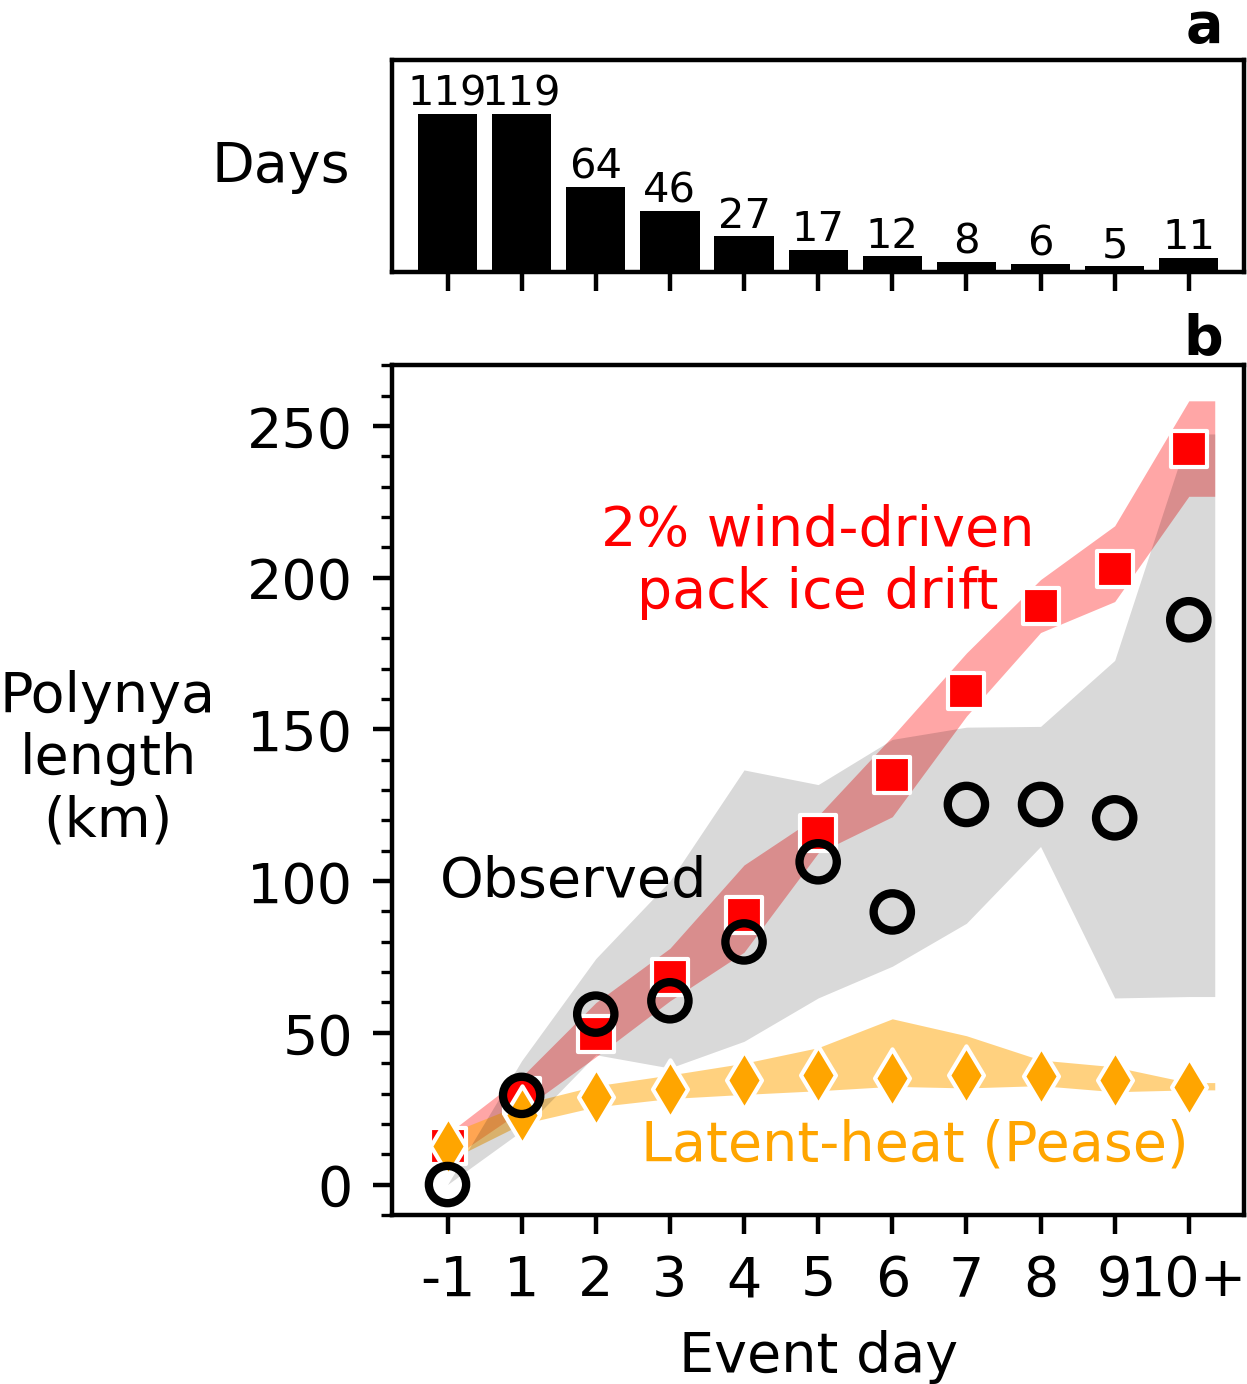 a
119 119 64 46 27 17 12 8 6 5 11
Days
b
250
200
150
100
50
0
2% wind-driven
pack ice drift
Polynya
length
(km)
Observed
Latent-heat (Pease)
-1 1 2 3 4 5 6 7 8 9 10+
Event day